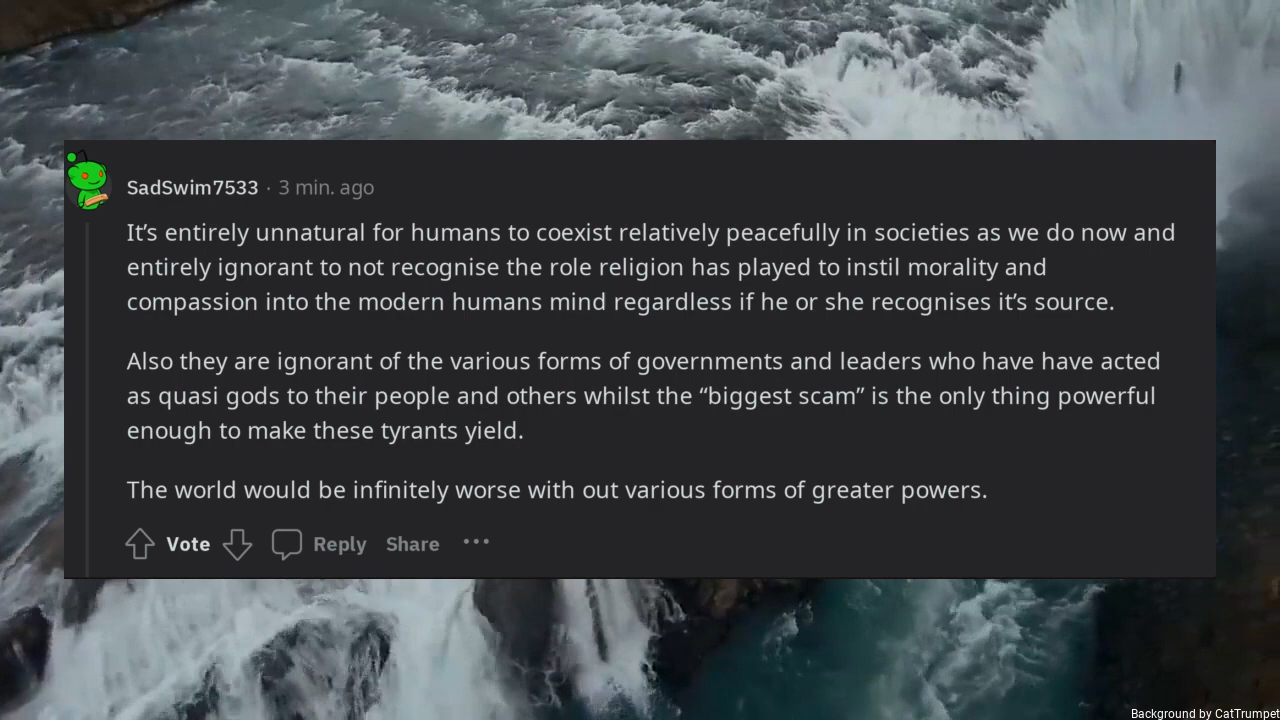 SadSwim7533 · 3 min. ago
It’s entirely unnatural for humans to coexist relatively peacefully in societies as we do now and
entirely ignorant to not recognise the role religion has played to instil morality and
compassion into the modern humans mind regardless if he or she recognises it’s source.
Also they are ignorant of the various forms of governments and leaders who have have acted
as quasi gods to their people and others whilst the “biggest scam” is the only thing powerful
enough to make these tyrants yield.
The world would be infinitely worse with out various forms of greater powers.
Vote Reply Share ···
Background by CatTrumpet